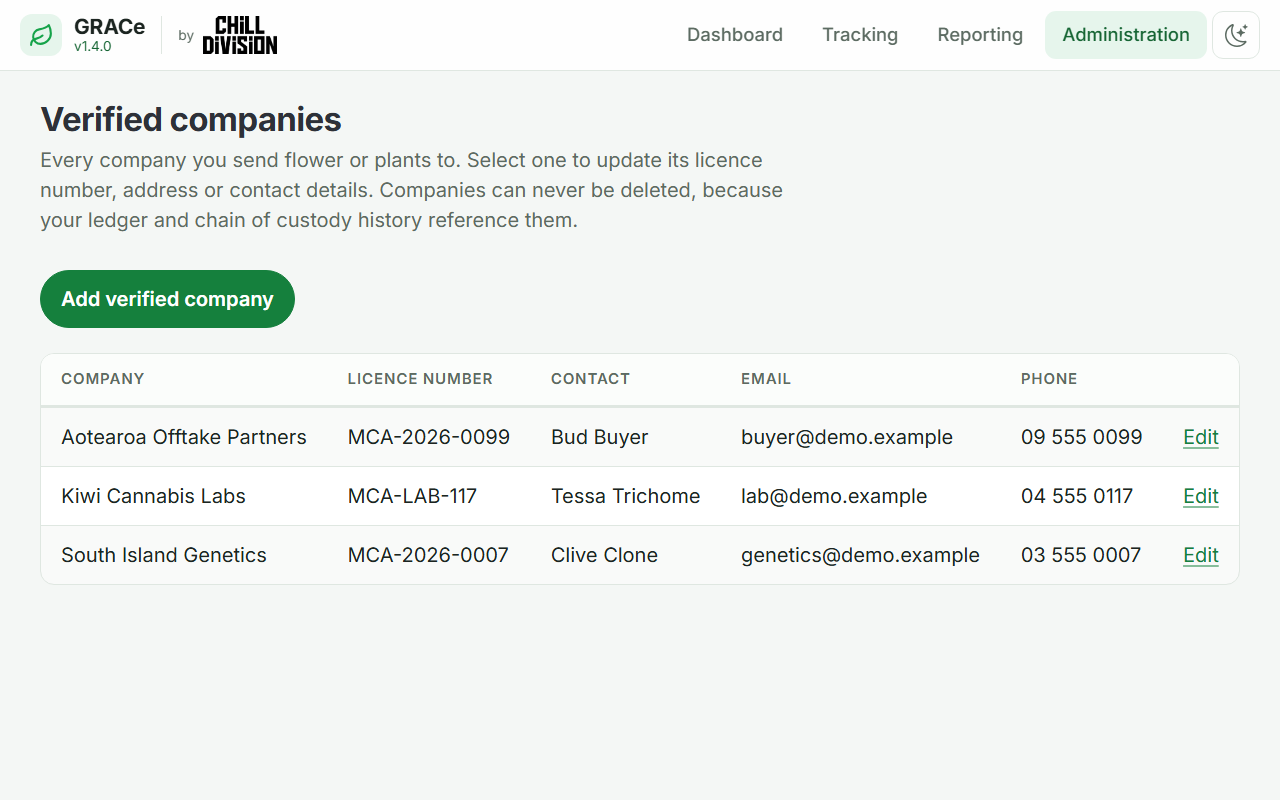 GRACe
v1.4.0
by
CHILL
DIVISION
Dashboard
Tracking
Reporting
Administration
Verified companies
Every company you send flower or plants to. Select one to update its licence
number, address or contact details. Companies can never be deleted, because
your ledger and chain of custody history reference them.
Add verified company
COMPANY LICENCE NUMBER CONTACT EMAIL PHONE
Aotearoa Offtake Partners MCA-2026-0099 Bud Buyer buyer@demo.example 09 555 0099 Edit
Kiwi Cannabis Labs MCA-LAB-117 Tessa Trichome lab@demo.example 04 555 0117 Edit
South Island Genetics MCA-2026-0007 Clive Clone genetics@demo.example 03 555 0007 Edit